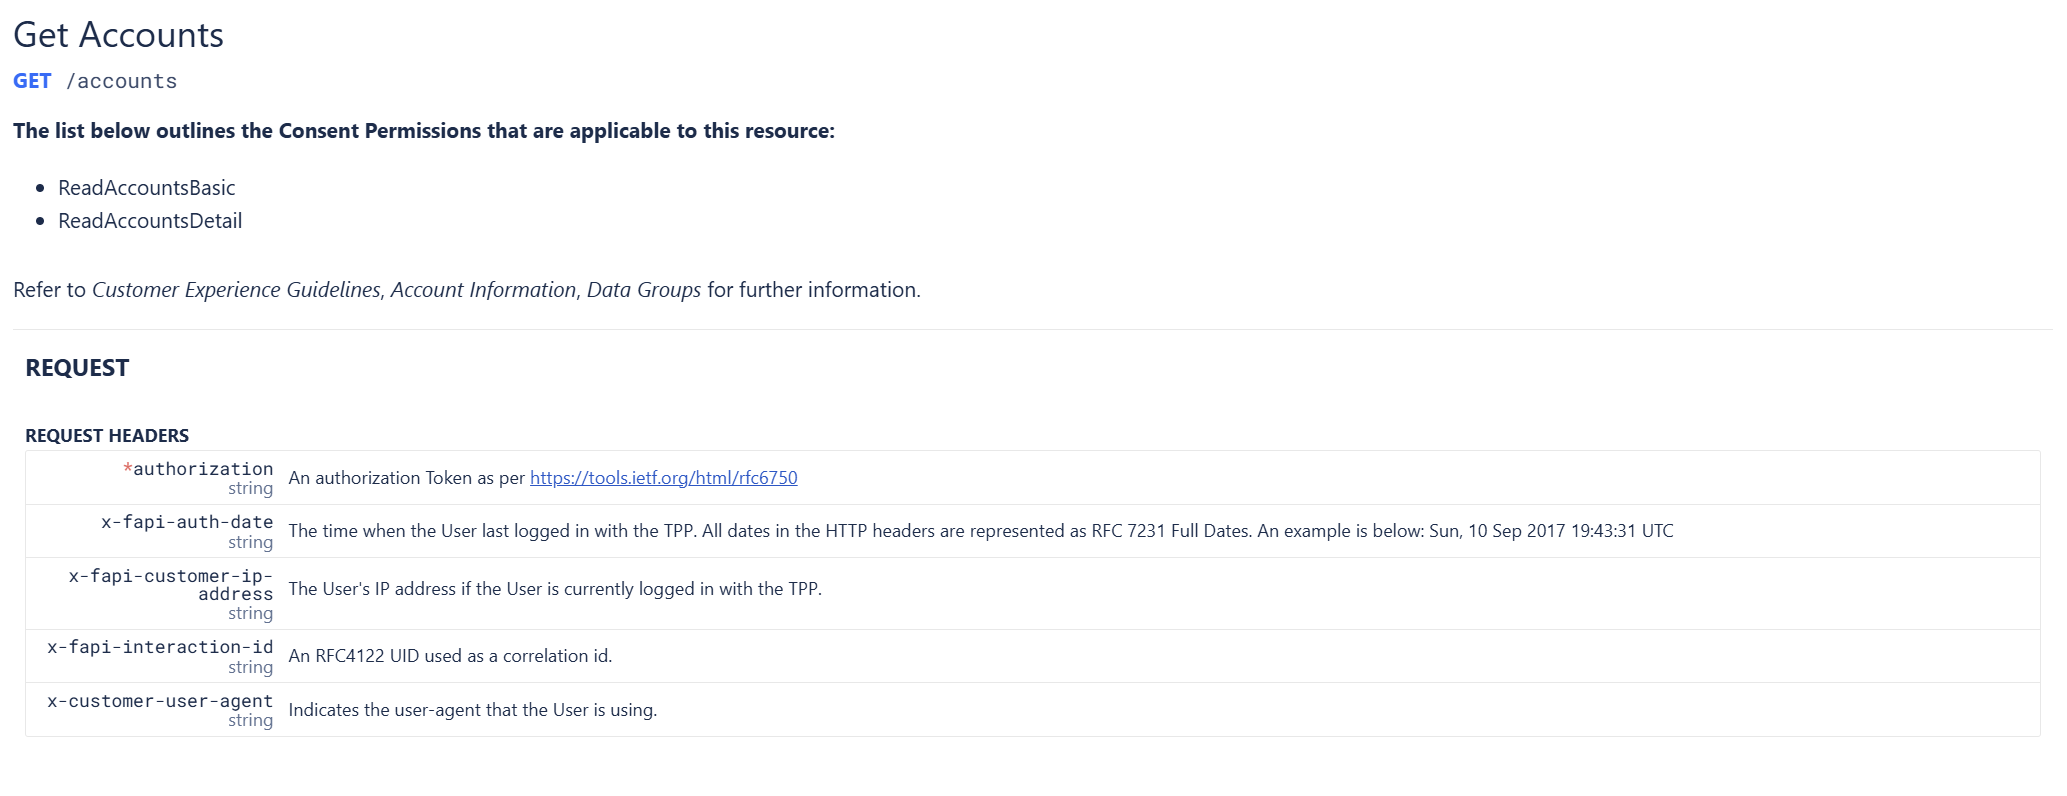 Get Accounts
GET /accounts
The list below outlines the Consent Permissions that are applicable to this resource:
ReadAccountsBasic
ReadAccountsDetail
Refer to Customer Experience Guidelines, Account Information, Data Groups for further information.
REQUEST
REQUEST HEADERS
*authorization
string
An authorization Token as per https://tools.ietf.org/html/rfc6750
x-fapi-auth-date
string
The time when the User last logged in with the TPP. All dates in the HTTP headers are represented as RFC 7231 Full Dates. An example is below: Sun, 10 Sep 2017 19:43:31 UTC
x-fapi-customer-ip-
address
string
The User's IP address if the User is currently logged in with the TPP.
x-fapi-interaction-id
string
An RFC4122 UID used as a correlation id.
x-customer-user-agent
string
Indicates the user-agent that the User is using.